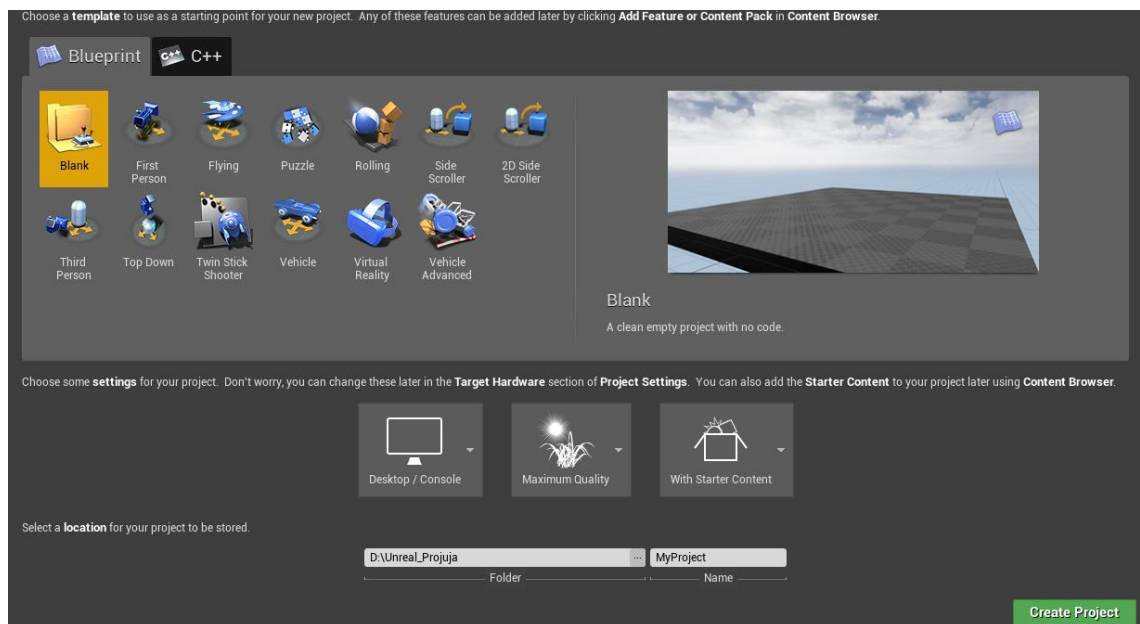 Choose a template to use as a starting point for your new project. Any of these features can be added later by clicking Add Feature or Content Pack in Content Browser.
Blueprint
C++ C++
Blank
First
Person
Flying
Puzzle
Rolling
Side
Scroller
2D Side
Scroller
Third
Person
Top Down
Twin Stick
Shooter
Vehicle
Virtual
Reality
Vehicle
Advanced
Blank
A clean empty project with no code.
Choose some settings for your project. Don't worry, you can change these later in the Target Hardware section of Project Settings. You can also add the Starter Content to your project later using Content Browser.
Desktop / Console
Maximum Quality
With Starter Content
Select a location for your project to be stored.
D:\Unreal_Projuja
...
MyProject
Folder
Name
Create Project